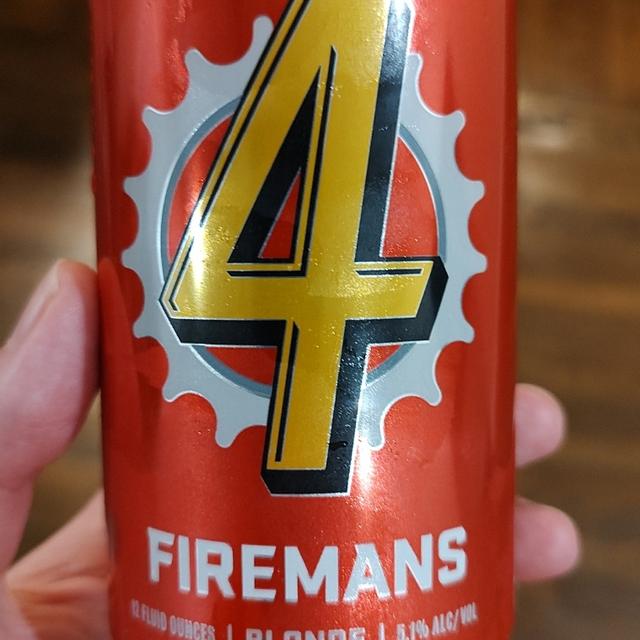 4
FIREMANS
12 FLUID OUNCES | BLONDE | 5.1% ALC/VOL